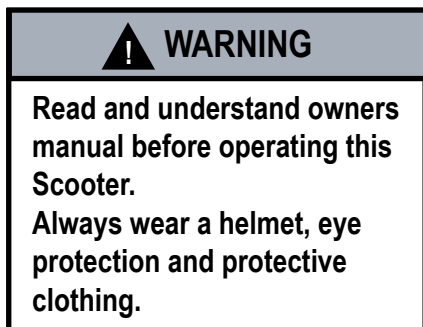 ! WARNING
Read and understand owners
manual before operating this
Scooter.
Always wear a helmet, eye
protection and protective
clothing.